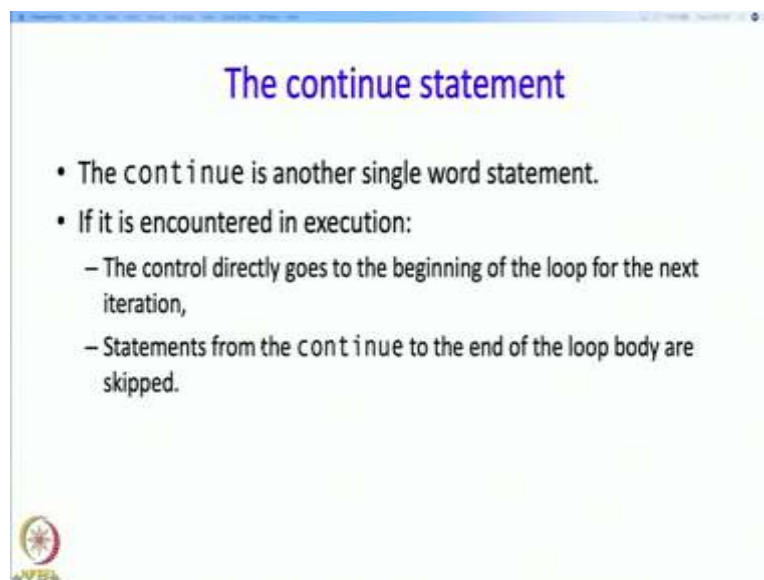 The continue statement
• The continue is another single word statement.
• If it is encountered in execution:
– The control directly goes to the beginning of the loop for the next
iteration,
– Statements from the continue to the end of the loop body are
skipped.
NPTEL